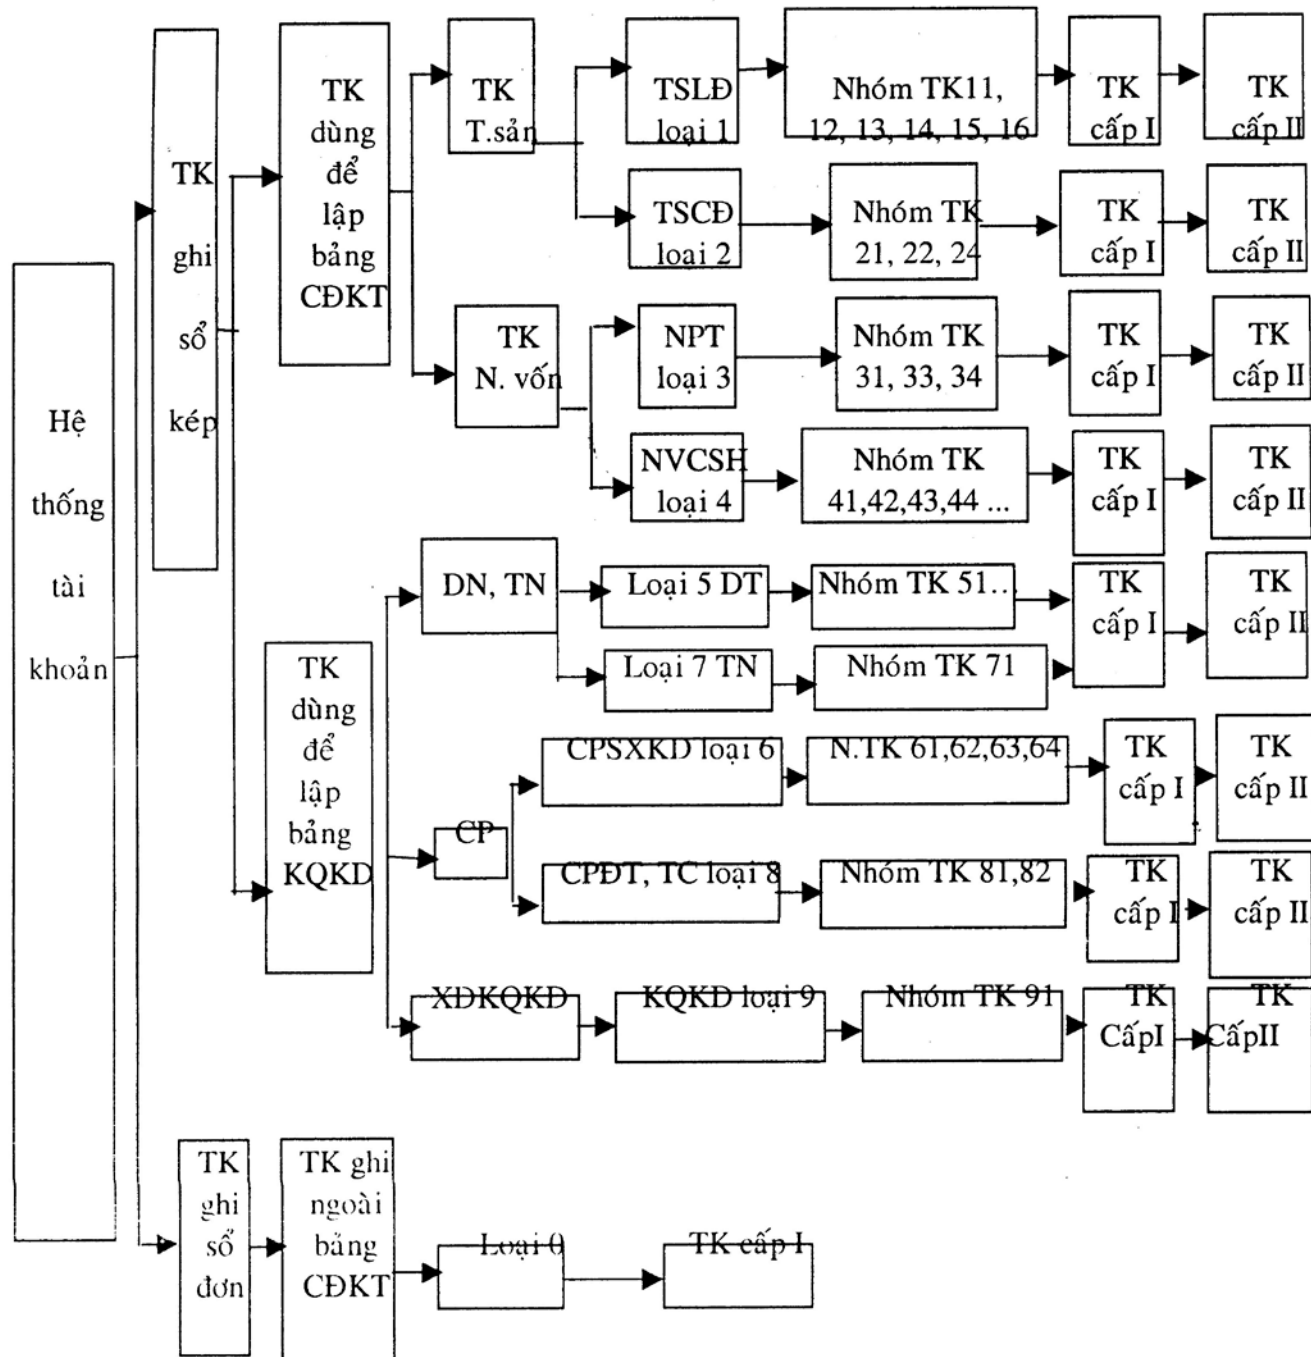 Hệ
thống
tài
khoản
TK
ghi
sổ
kép
TK
dùng
để
lập
bảng
CĐKT
TK
T.sản
TSLĐ
loại 1
Nhóm TK11,
12, 13, 14, 15, 16
TK
cấp I
TK
cấp II
TSCĐ
loại 2
Nhóm TK
21, 22, 24
TK
cấp I
TK
cấp II
TK
N. vốn
NPT
loại 3
Nhóm TK
31, 33, 34
TK
cấp I
TK
cấp II
NVCSH
loại 4
Nhóm TK
41,42,43,44 ...
TK
cấp I
TK
cấp II
TK
dùng
để
lập
bảng
KQKD
DN, TN
Loại 5 DT
Nhóm TK 51...
TK
cấp I
TK
cấp II
Loại 7 TN
Nhóm TK 71
CP
CPSXKD loại 6
N.TK 61,62,63,64
TK
cấp I
TK
cấp II
CPĐT, TC loại 8
Nhóm TK 81,82
TK
cấp I
TK
cấp II
XDKQKD
KQKD loại 9
Nhóm TK 91
TK
CấpI
TK
CấpII
TK
ghi
sổ
đơn
TK ghi
ngoài
bảng
CĐKT
Loại 0
TK cấp I